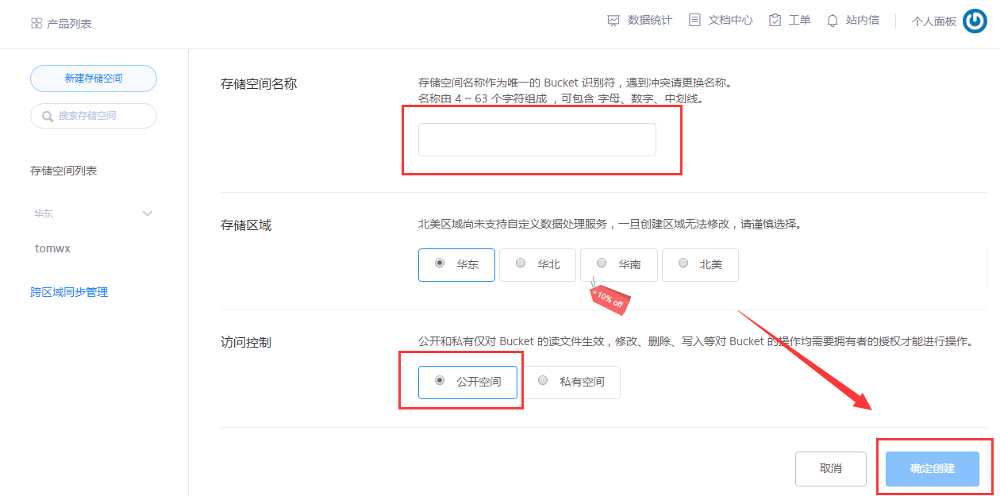 产品列表
数据统计
文档中心
工单
站内信
个人面板
新建存储空间
搜索存储空间
存储空间列表
华东
tomwx
跨区域同步管理
存储空间名称
存储空间名称作为唯一的 Bucket 识别符，遇到冲突请更换名称。
名称由 4 ~ 63 个字符组成 ，可包含 字母、数字、中划线。
存储区域
北美区域尚未支持自定义数据处理服务，一旦创建区域无法修改，请谨慎选择。
华东
华北
华南
北美
10% off
访问控制
公开和私有仅对 Bucket 的读文件生效，修改、删除、写入等对 Bucket 的操作均需要拥有者的授权才能进行操作。
公开空间
私有空间
取消
确定创建